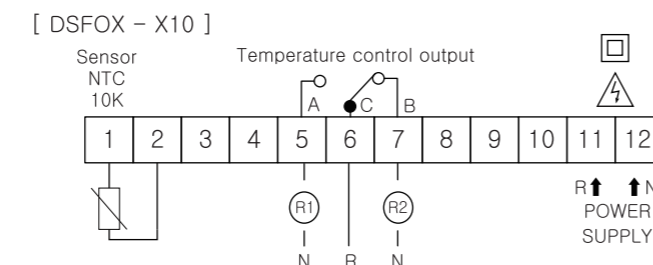 [ DSFOX - X10 ]
Sensor
NTC
10K
Temperature control output
A C B
1 2 3 4 5 6 7 8 9 10 11 12
R1 R2
R N
POWER
SUPPLY
N R N